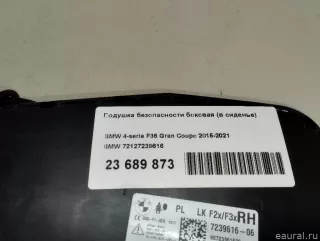 Подушка безопасности боковая (в сиденье)
BMW 4-serie F36 Gran Coupe 2016-2021
BMW 72127239616
23 689 873
PL LK F2x/F3x RH
7239616-06
eaural.ru